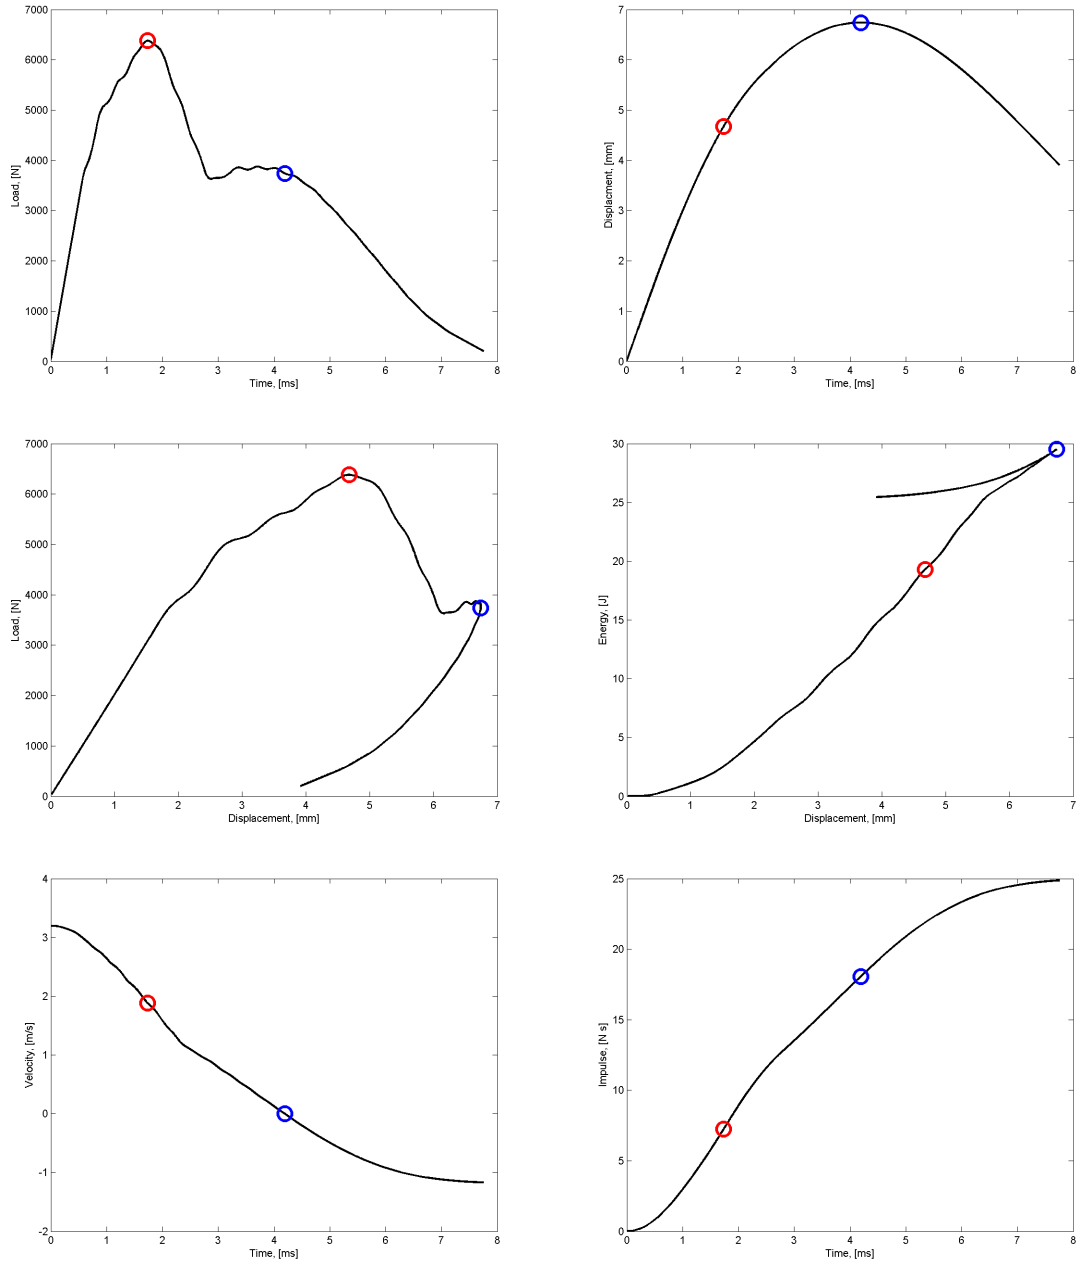 7000
6000
5000
4000
3000
2000
1000
0
Load, [N]
0 1 2 3 4 5 6 7 8
Time, [ms]
7
6
5
4
3
2
1
0
Displacment, [mm]
0 1 2 3 4 5 6 7 8
Time, [ms]
7000
6000
5000
4000
3000
2000
1000
0
Load, [N]
0 1 2 3 4 5 6 7
Displacement, [mm]
30
25
20
15
10
5
0
Energy, [J]
0 1 2 3 4 5 6 7
Displacement, [mm]
4
3
2
1
0
-1
-2
Velocity, [m/s]
0 1 2 3 4 5 6 7 8
Time, [ms]
25
20
15
10
5
0
Impulse, [N s]
0 1 2 3 4 5 6 7 8
Time, [ms]